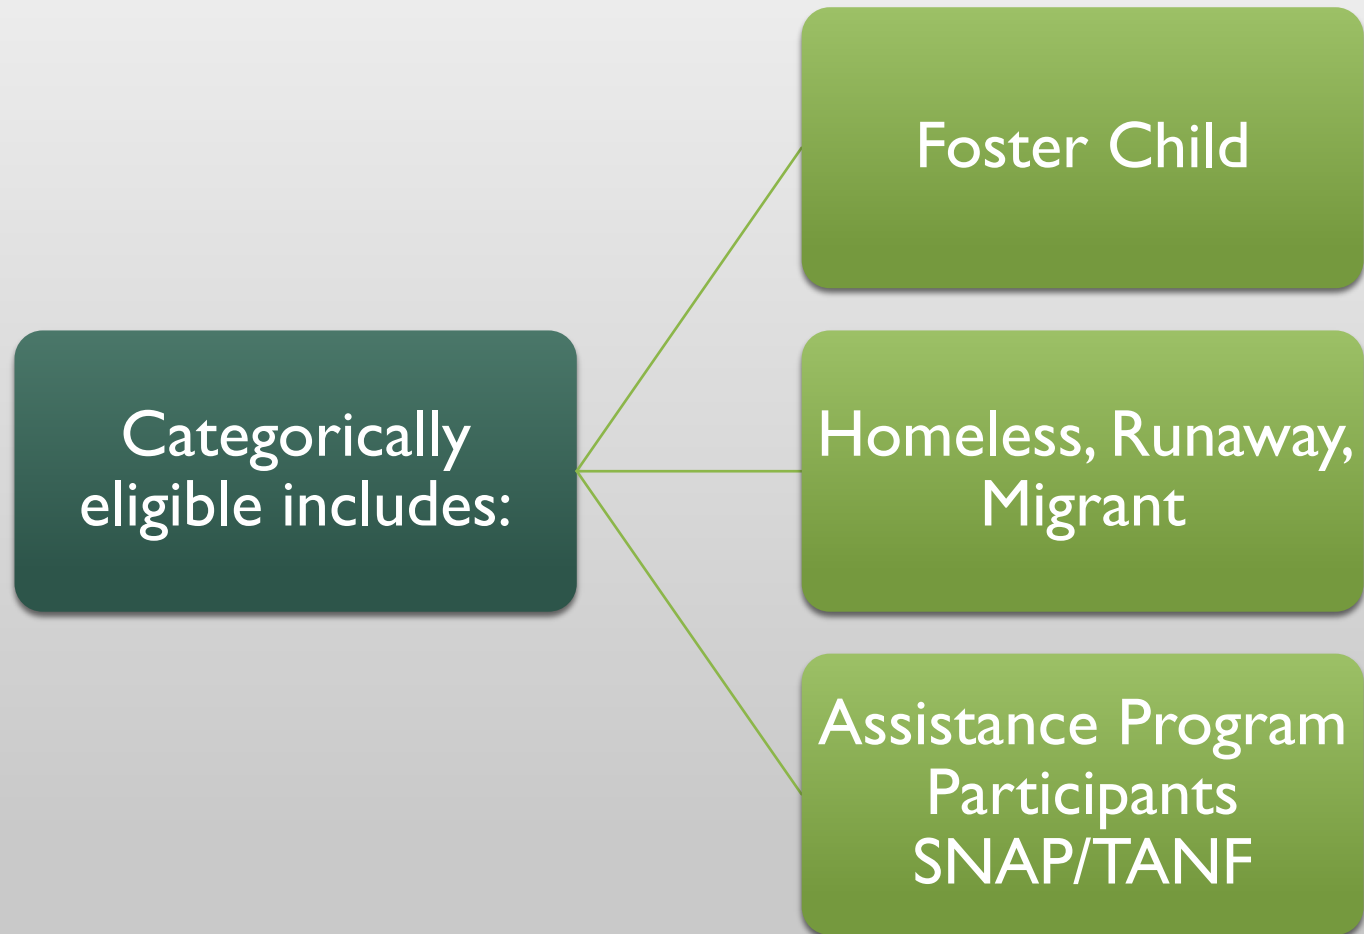 Foster Child
Categorically
eligible includes:
Homeless, Runaway,
Migrant
Assistance Program
Participants
SNAP/TANF